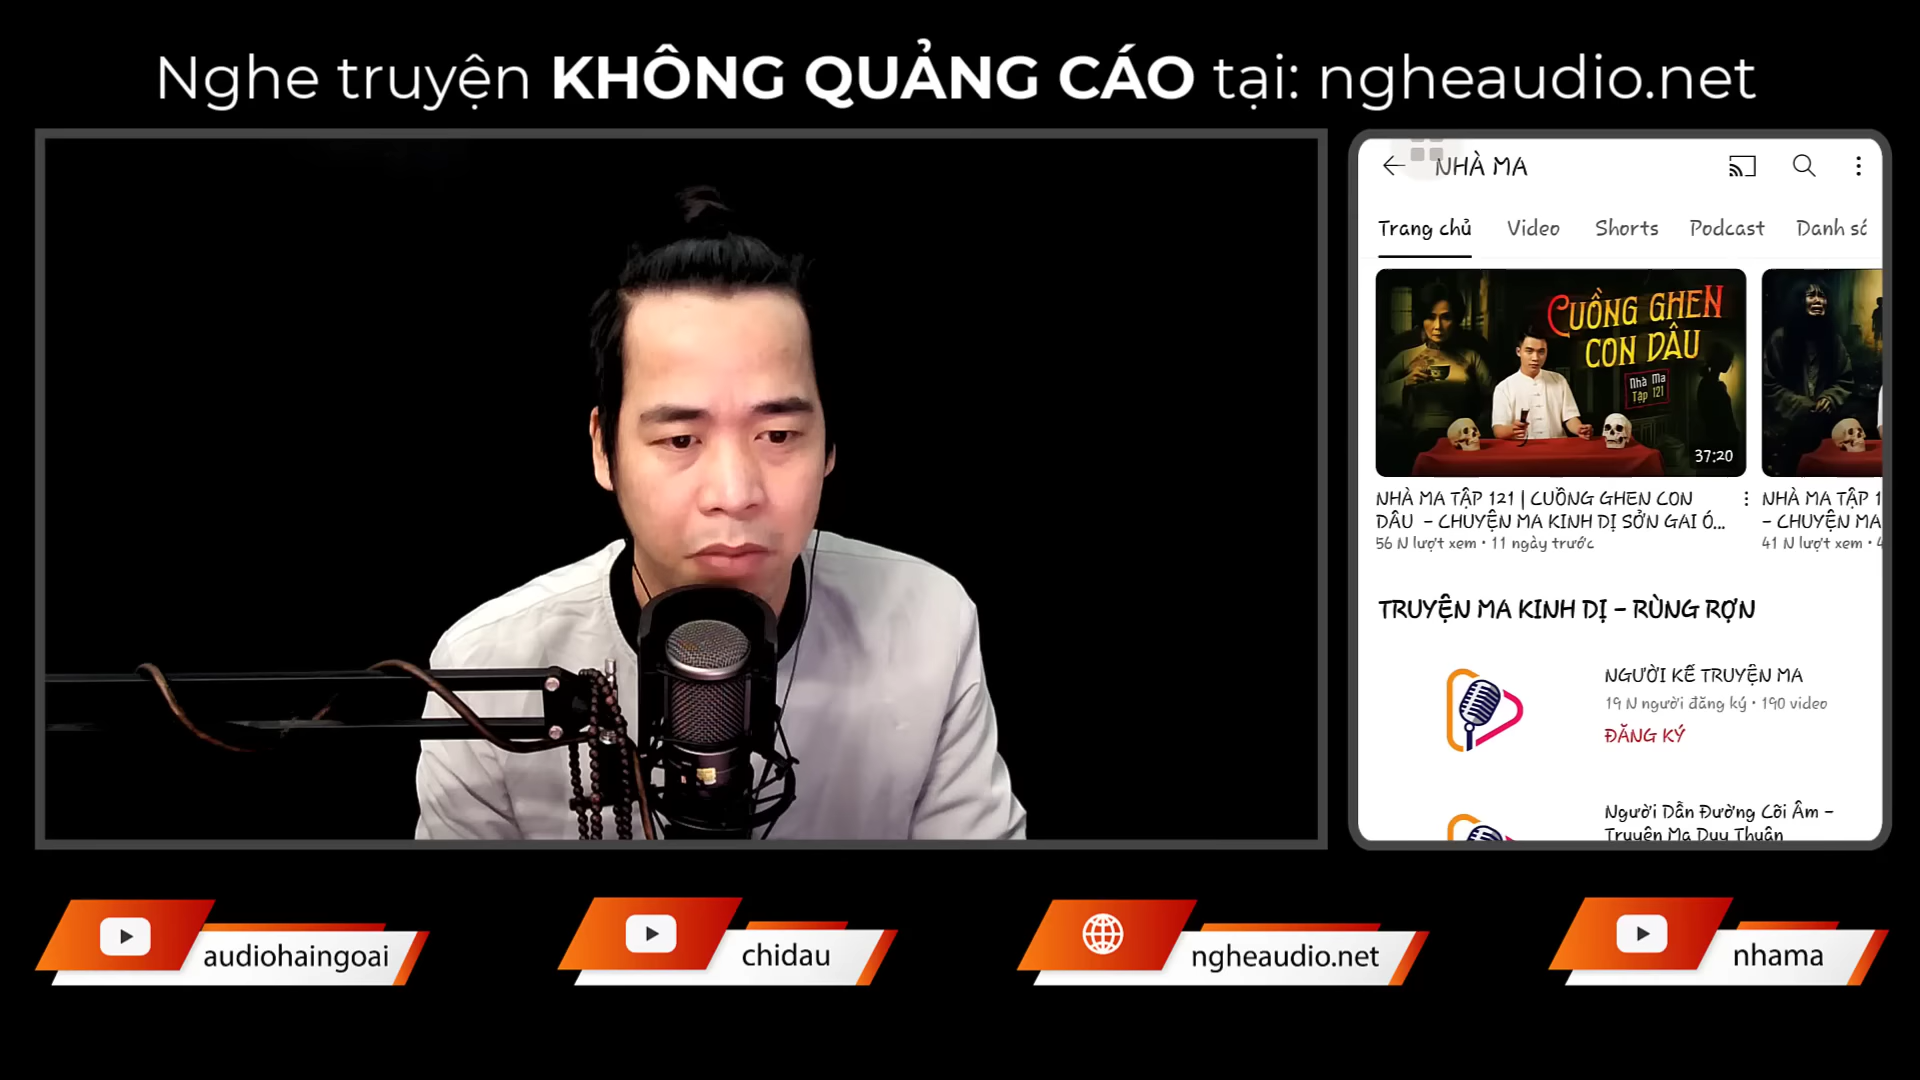 Nghe truyện KHÔNG QUẢNG CÁO tại: ngheaudio.net
NHÀ MA
Trang chủ Video Shorts Podcast Danh sá
CUỒNG GHEN
CON DÂU
Nhà Ma
Tập 121
37:20
NHÀ MA TẬP 121 | CUỒNG GHEN CON
DÂU - CHUYỆN MA KINH DỊ SỞN GAI Ó...
56 N lượt xem • 11 ngày trước
NHÀ MA TẬP 1
- CHUYỆN MA
41 N lượt xem • 4
TRUYỆN MA KINH DỊ - RÙNG RỢN
NGƯỜI KỂ TRUYỆN MA
19 N người đăng ký • 190 video
ĐĂNG KÝ
Người Dẫn Đường Cõi Âm -
Truyện Ma Duy Thuận
audiohaingoai
chidau
ngheaudio.net
nhama